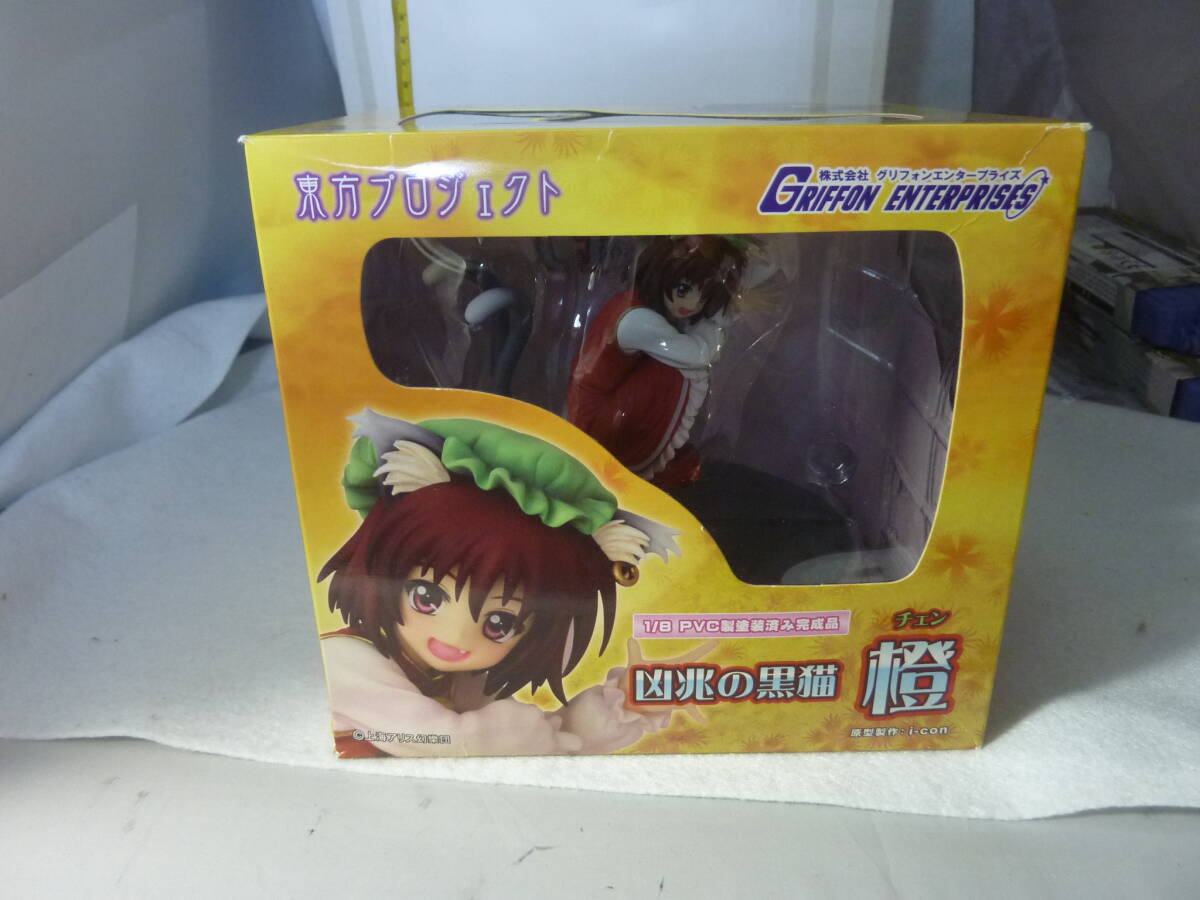 東方プロジェクト
株式会社 グリフォンエンタープライズ
GRIFFON ENTERPRISES
1/8 PVC製塗装済み完成品
チェン
凶兆の黒猫 橙
原型製作：i-con
©上海アリス幻樂団